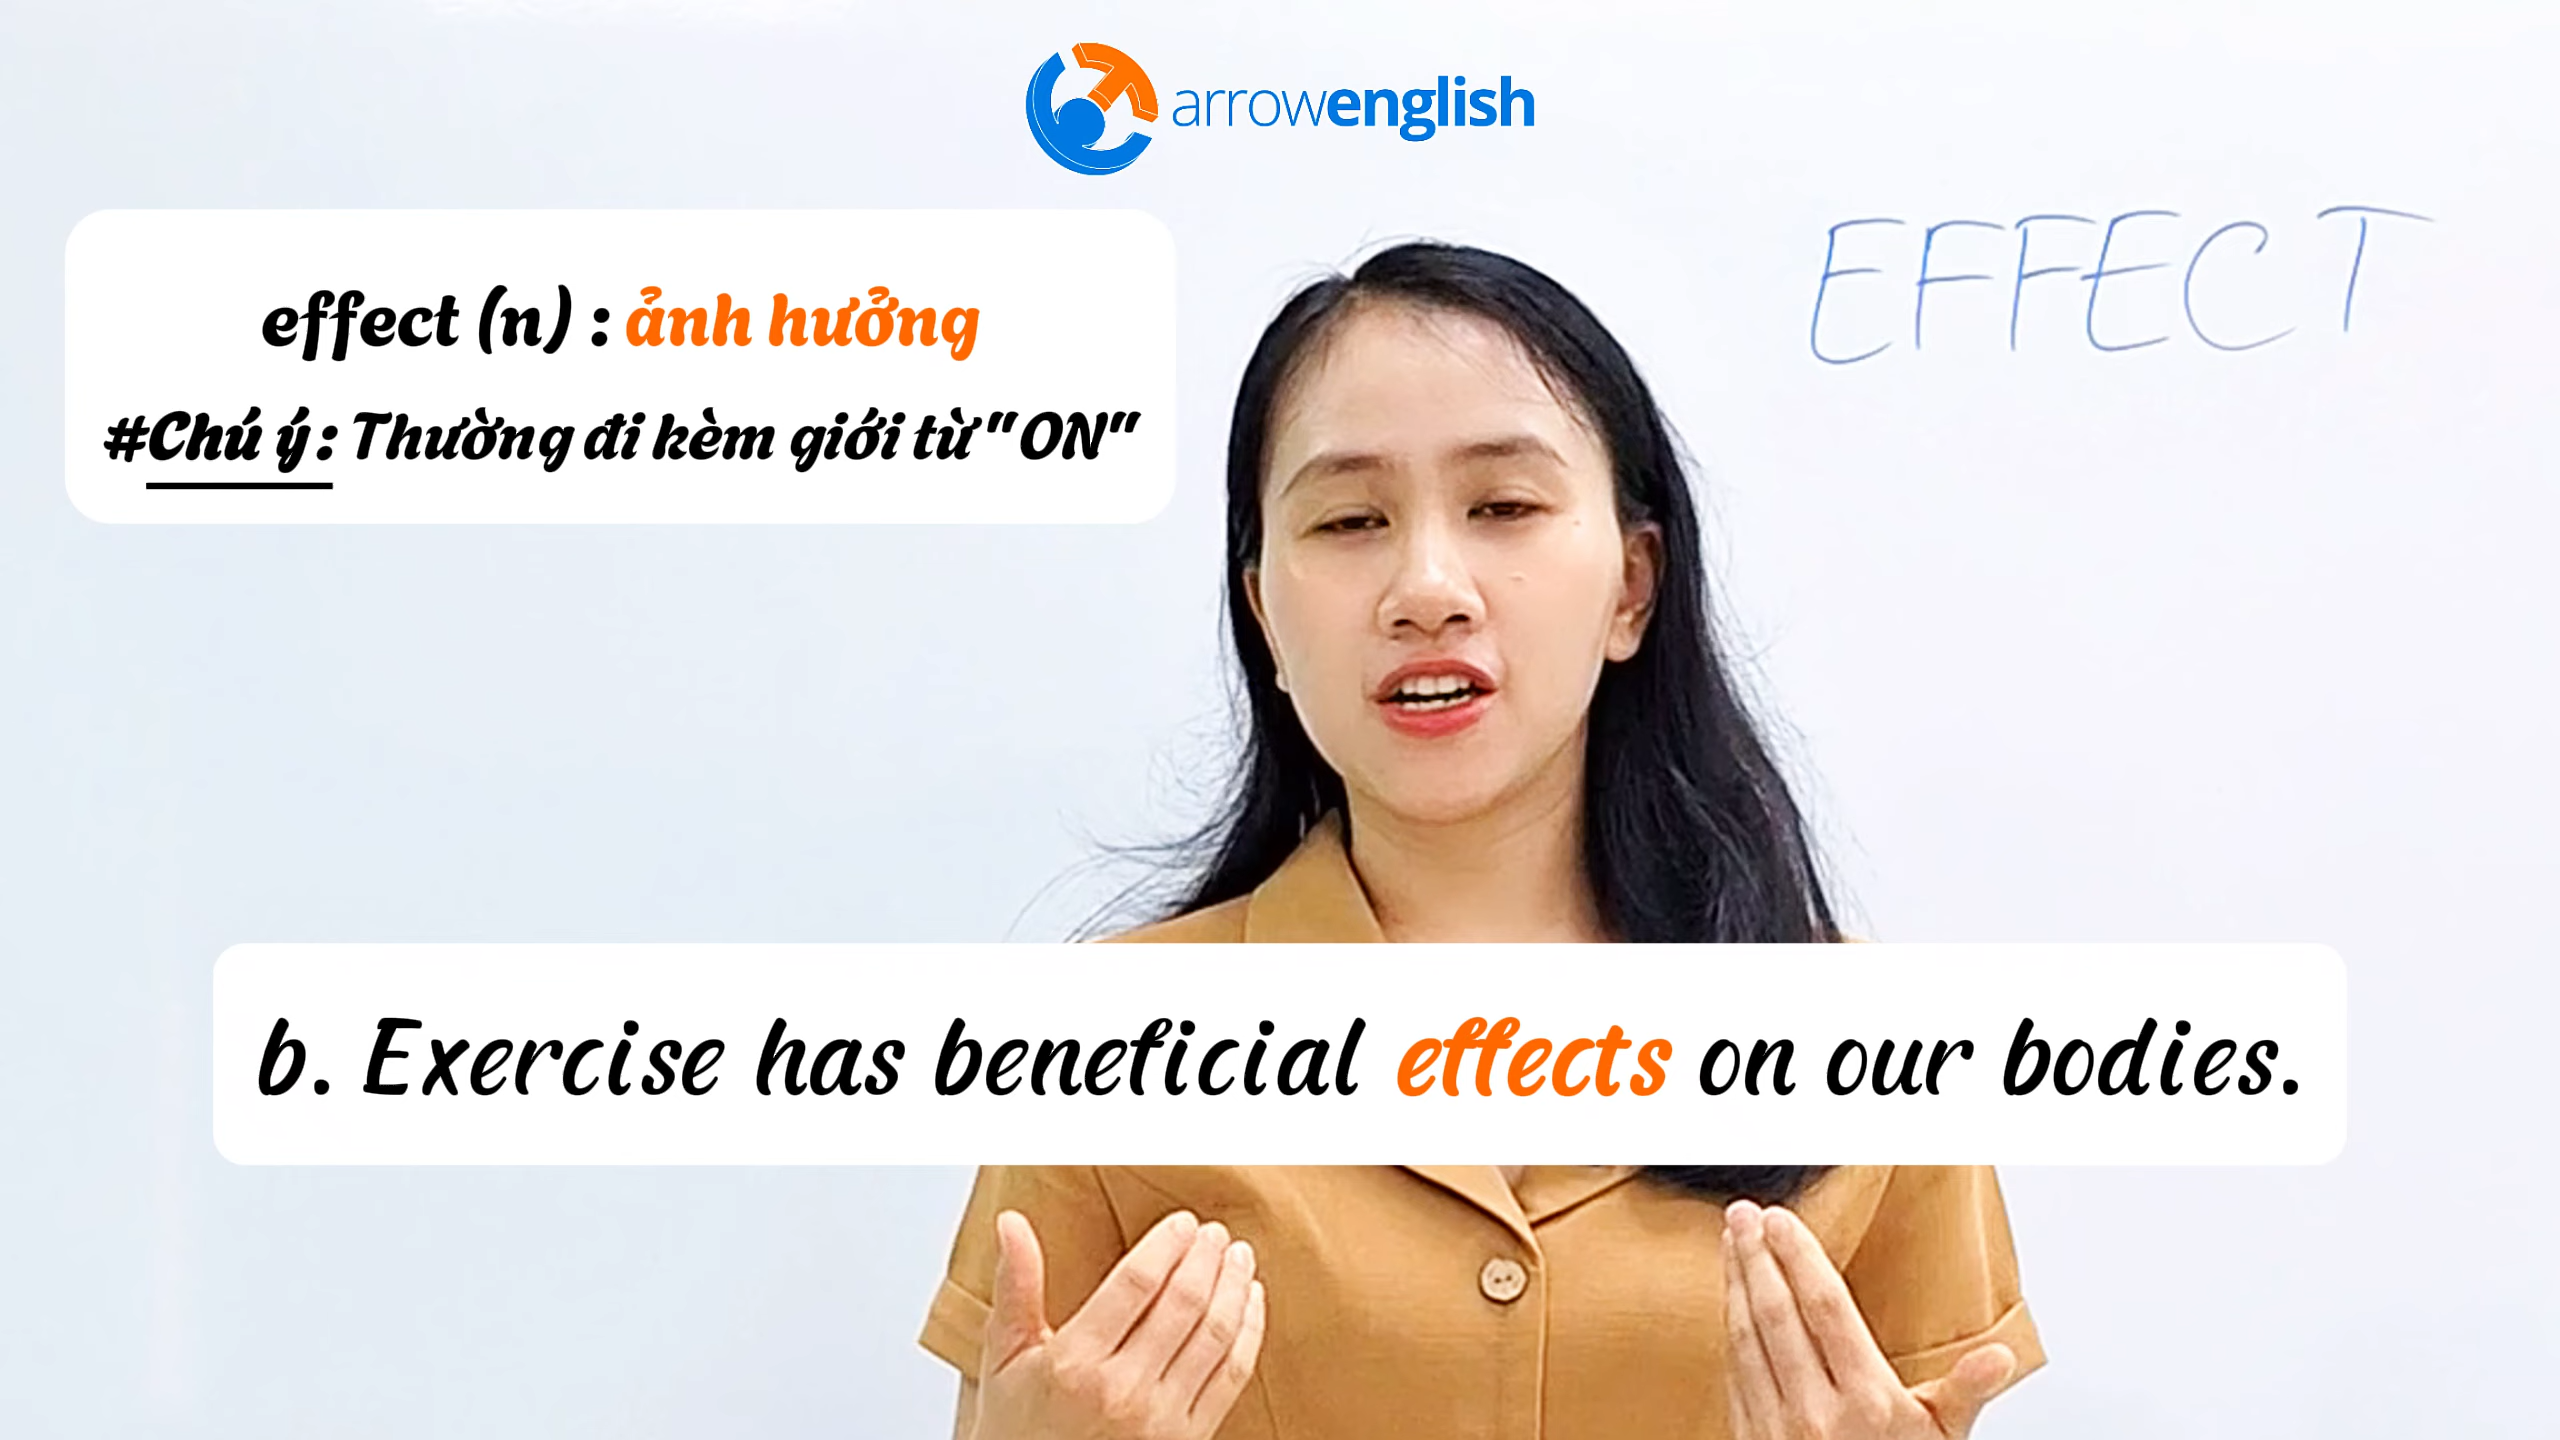 arrowenglish
EFFECT
effect (n) : ảnh hưởng
#Chú ý: Thường đi kèm giới từ "ON"
b. Exercise has beneficial effects on our bodies.